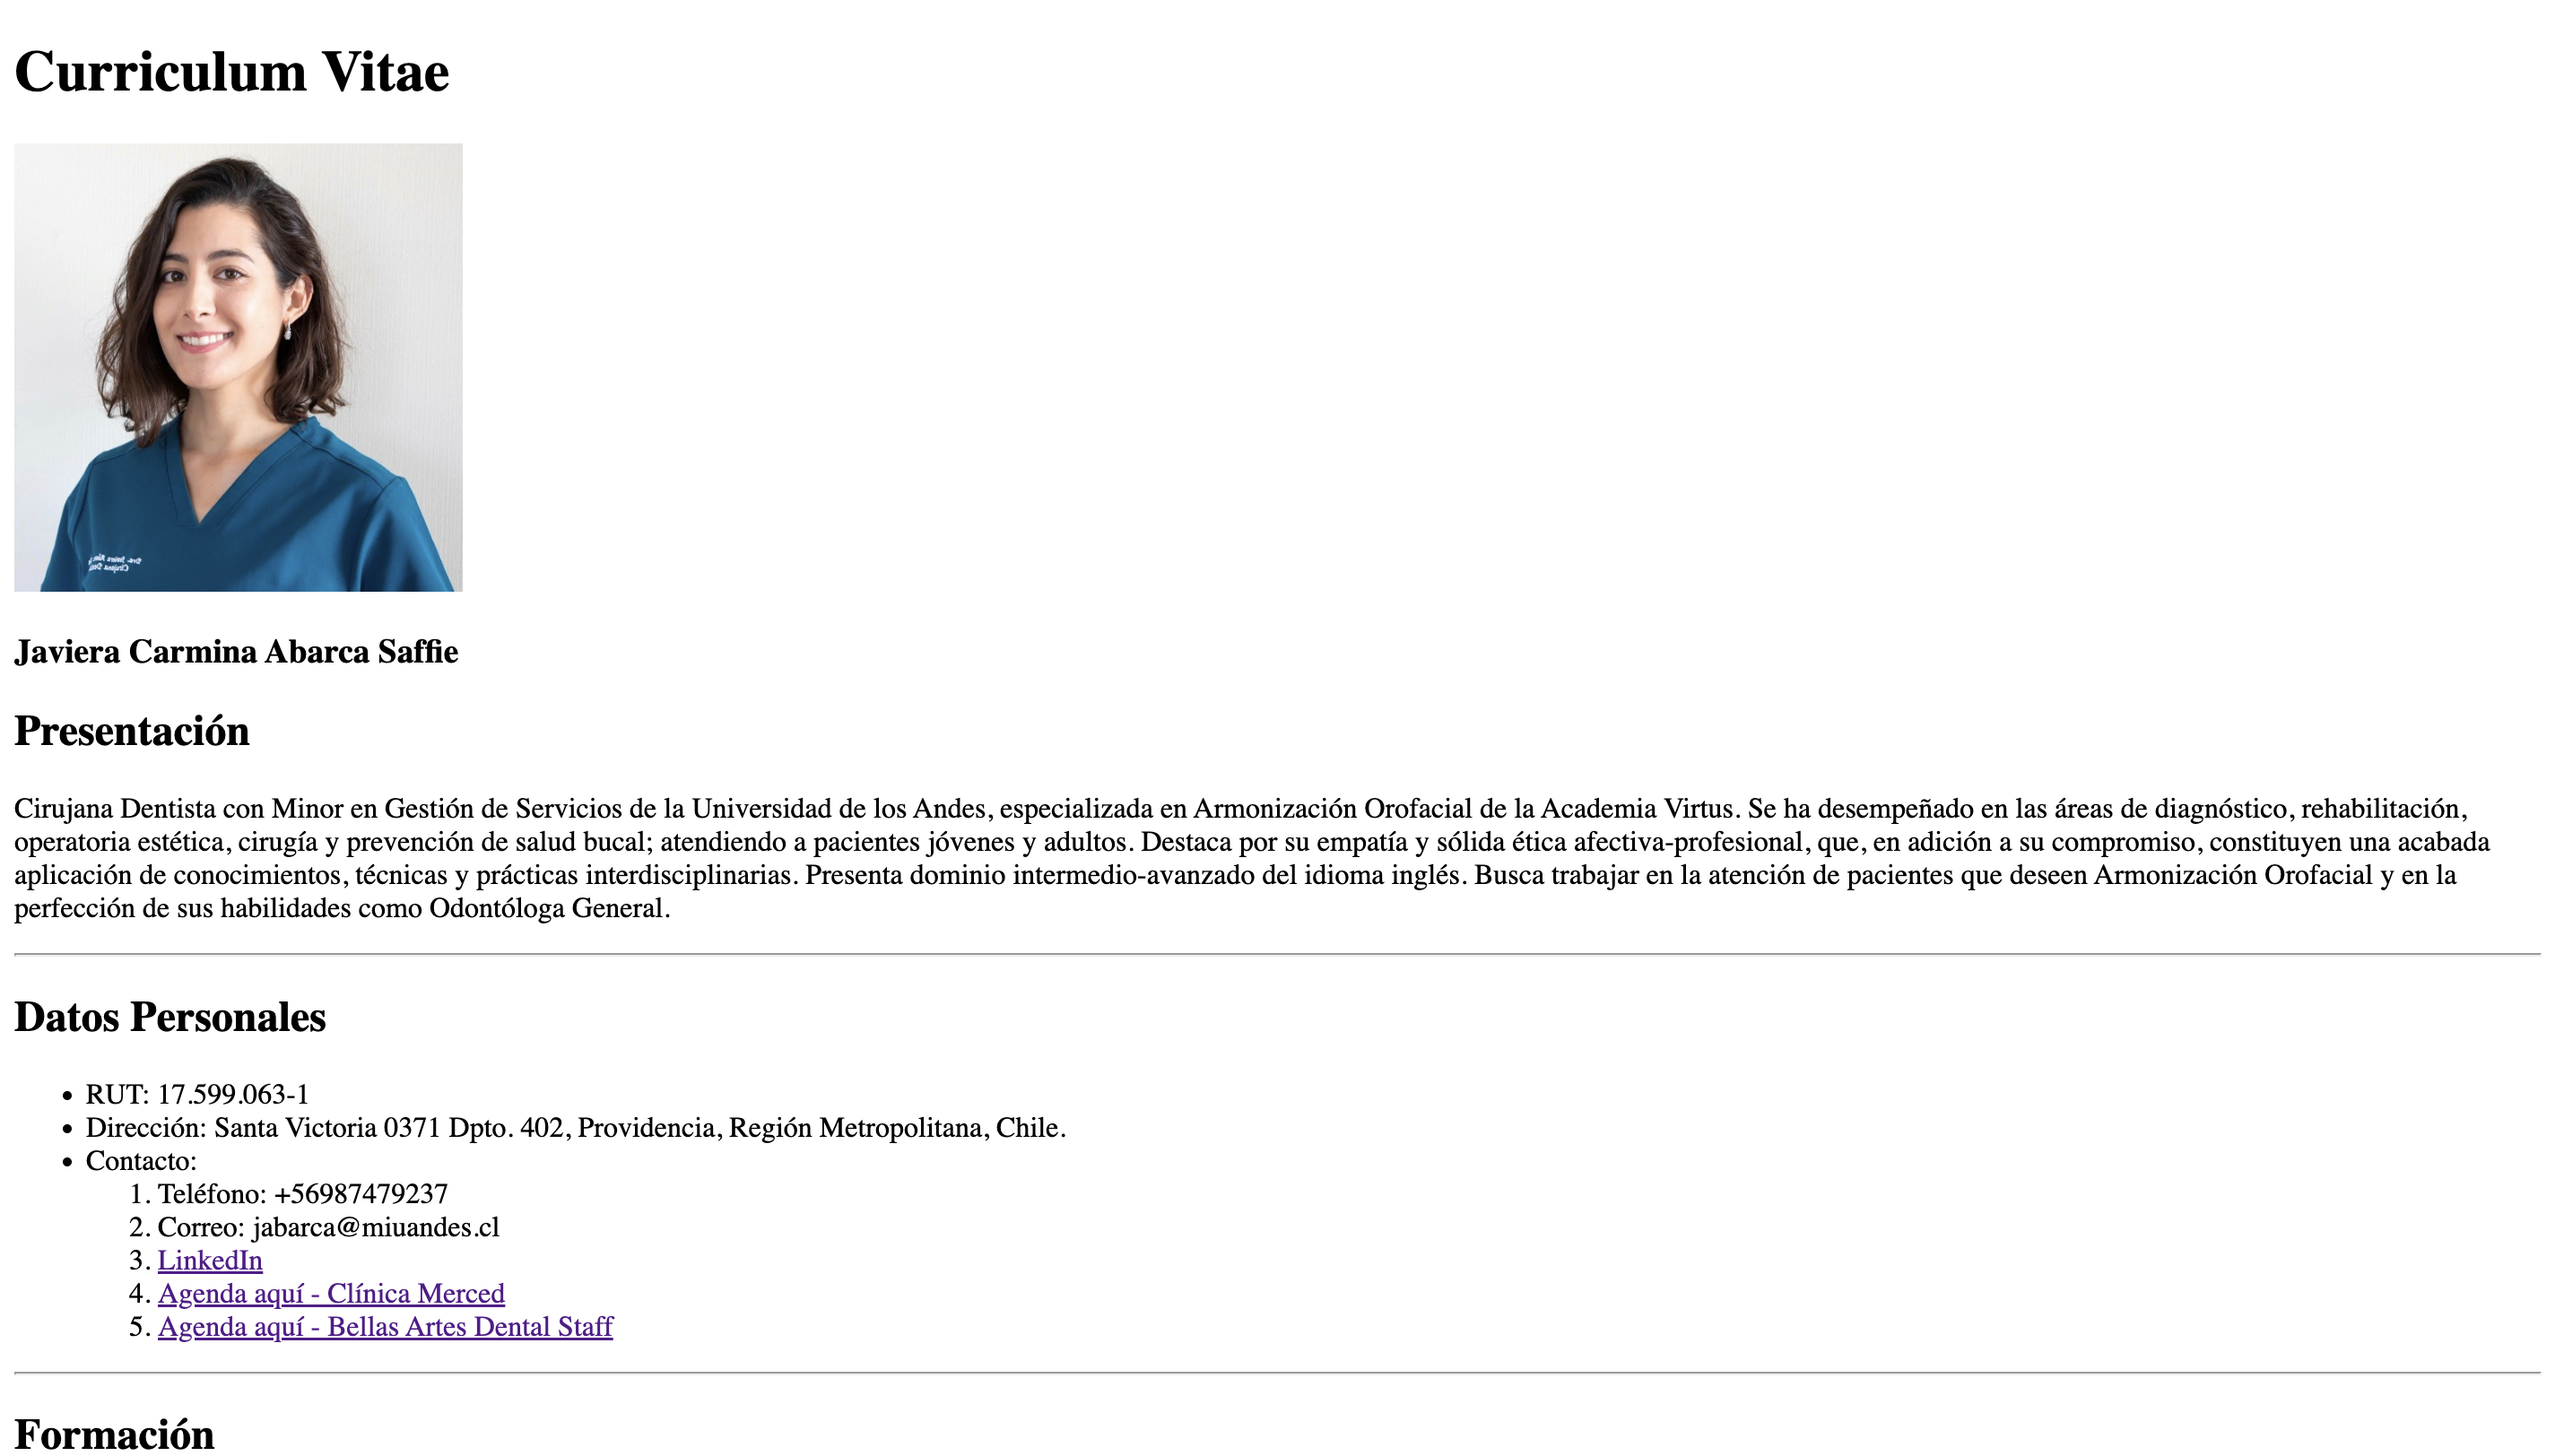 Curriculum Vitae
Javiera Carmina Abarca Saffie
Presentación
Cirujana Dentista con Minor en Gestión de Servicios de la Universidad de los Andes, especializada en Armonización Orofacial de la Academia Virtus. Se ha desempeñado en las áreas de diagnóstico, rehabilitación,
operatoria estética, cirugía y prevención de salud bucal; atendiendo a pacientes jóvenes y adultos. Destaca por su empatía y sólida ética afectiva-profesional, que, en adición a su compromiso, constituyen una acabada
aplicación de conocimientos, técnicas y prácticas interdisciplinarias. Presenta dominio intermedio-avanzado del idioma inglés. Busca trabajar en la atención de pacientes que deseen Armonización Orofacial y en la
perfección de sus habilidades como Odontóloga General.
Datos Personales
• RUT: 17.599.063-1
• Dirección: Santa Victoria 0371 Dpto. 402, Providencia, Región Metropolitana, Chile.
• Contacto:
1. Teléfono: +56987479237
2. Correo: jabarca@miuandes.cl
3. LinkedIn
4. Agenda aquí - Clínica Merced
5. Agenda aquí - Bellas Artes Dental Staff
Formación